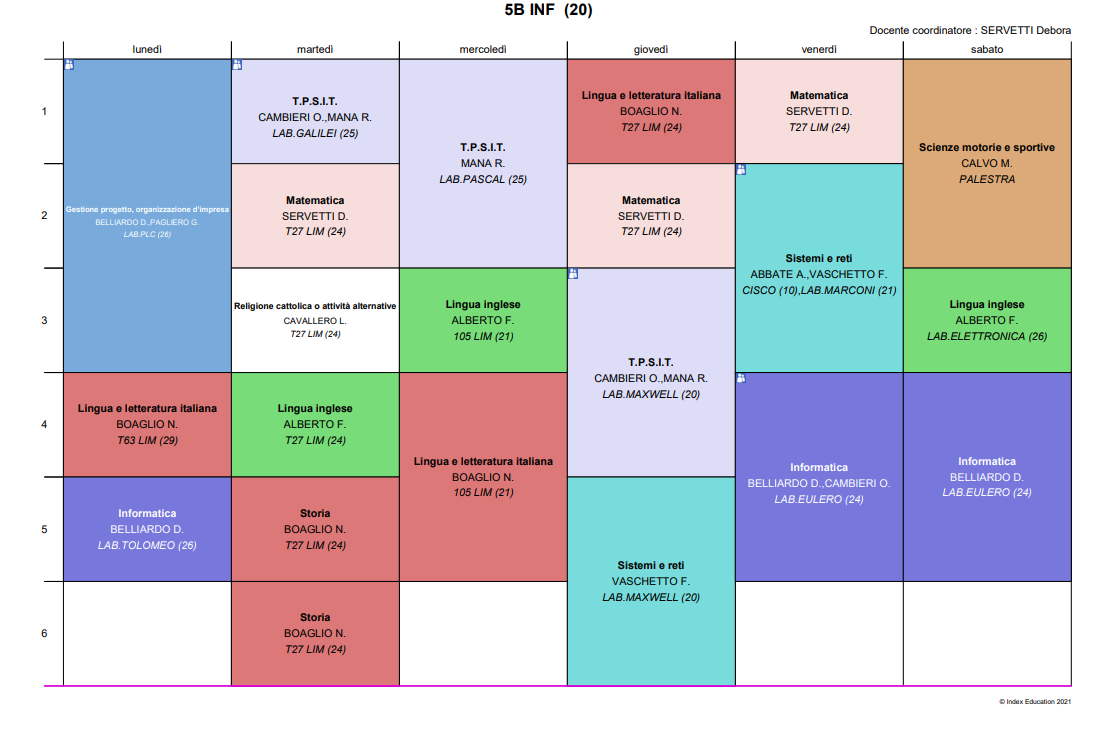 5B INF (20)
Docente coordinatore : SERVETTI Debora
lunedì
martedì
mercoledì
giovedì
venerdì
sabato
1
2
3
4
5
6
Gestione progetto, organizzazione d'impresa
BELLIARDO D.,PAGLIERO G.
LAB.PLC (26)
Lingua e letteratura italiana
BOAGLIO N.
T63 LIM (29)
Informatica
BELLIARDO D.
LAB.TOLOMEO (26)
T.P.S.I.T.
CAMBIERI O.,MANA R.
LAB.GALILEI (25)
Matematica
SERVETTI D.
T27 LIM (24)
Religione cattolica o attività alternative
CAVALLERO L.
T27 LIM (24)
Lingua inglese
ALBERTO F.
T27 LIM (24)
Storia
BOAGLIO N.
T27 LIM (24)
Storia
BOAGLIO N.
T27 LIM (24)
T.P.S.I.T.
MANA R.
LAB.PASCAL (25)
Lingua inglese
ALBERTO F.
105 LIM (21)
Lingua e letteratura italiana
BOAGLIO N.
105 LIM (21)
Lingua e letteratura italiana
BOAGLIO N.
T27 LIM (24)
Matematica
SERVETTI D.
T27 LIM (24)
T.P.S.I.T.
CAMBIERI O.,MANA R.
LAB.MAXWELL (20)
Sistemi e reti
VASCHETTO F.
LAB.MAXWELL (20)
Matematica
SERVETTI D.
T27 LIM (24)
Sistemi e reti
ABBATE A.,VASCHETTO F.
CISCO (10),LAB.MARCONI (21)
Informatica
BELLIARDO D.,CAMBIERI O.
LAB.EULERO (24)
Scienze motorie e sportive
CALVO M.
PALESTRA
Lingua inglese
ALBERTO F.
LAB.ELETTRONICA (26)
Informatica
BELLIARDO D.
LAB.EULERO (24)
© Index Education 2021